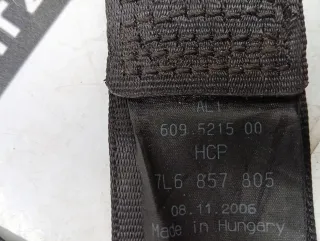 AL1
609.5215 00
HCP
7L6 857 805
08.11.2006
Made in Hungary